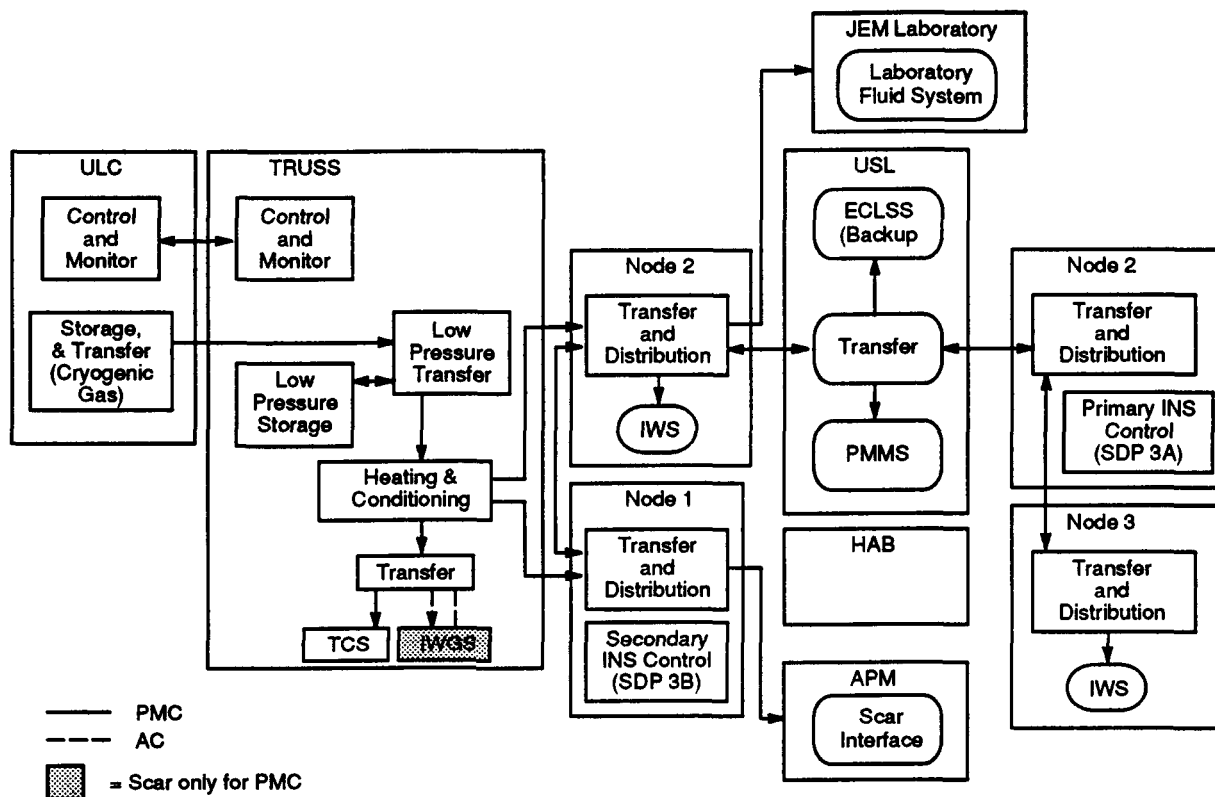 JEM Laboratory
Laboratory
Fluid System
ULC
Control
and
Monitor
Storage,
& Transfer
(Cryogenic
Gas)
TRUSS
Control
and
Monitor
Low
Pressure
Transfer
Low
Pressure
Storage
Heating &
Conditioning
Transfer
TCS
IWGS
Node 2
Transfer
and
Distribution
IWS
Node 1
Transfer
and
Distribution
Secondary
INS Control
(SDP 3B)
USL
ECLSS
(Backup
Transfer
PMMS
HAB
APM
Scar
Interface
Node 2
Transfer
and
Distribution
Primary INS
Control
(SDP 3A)
Node 3
Transfer
and
Distribution
IWS
PMC
AC
= Scar only for PMC